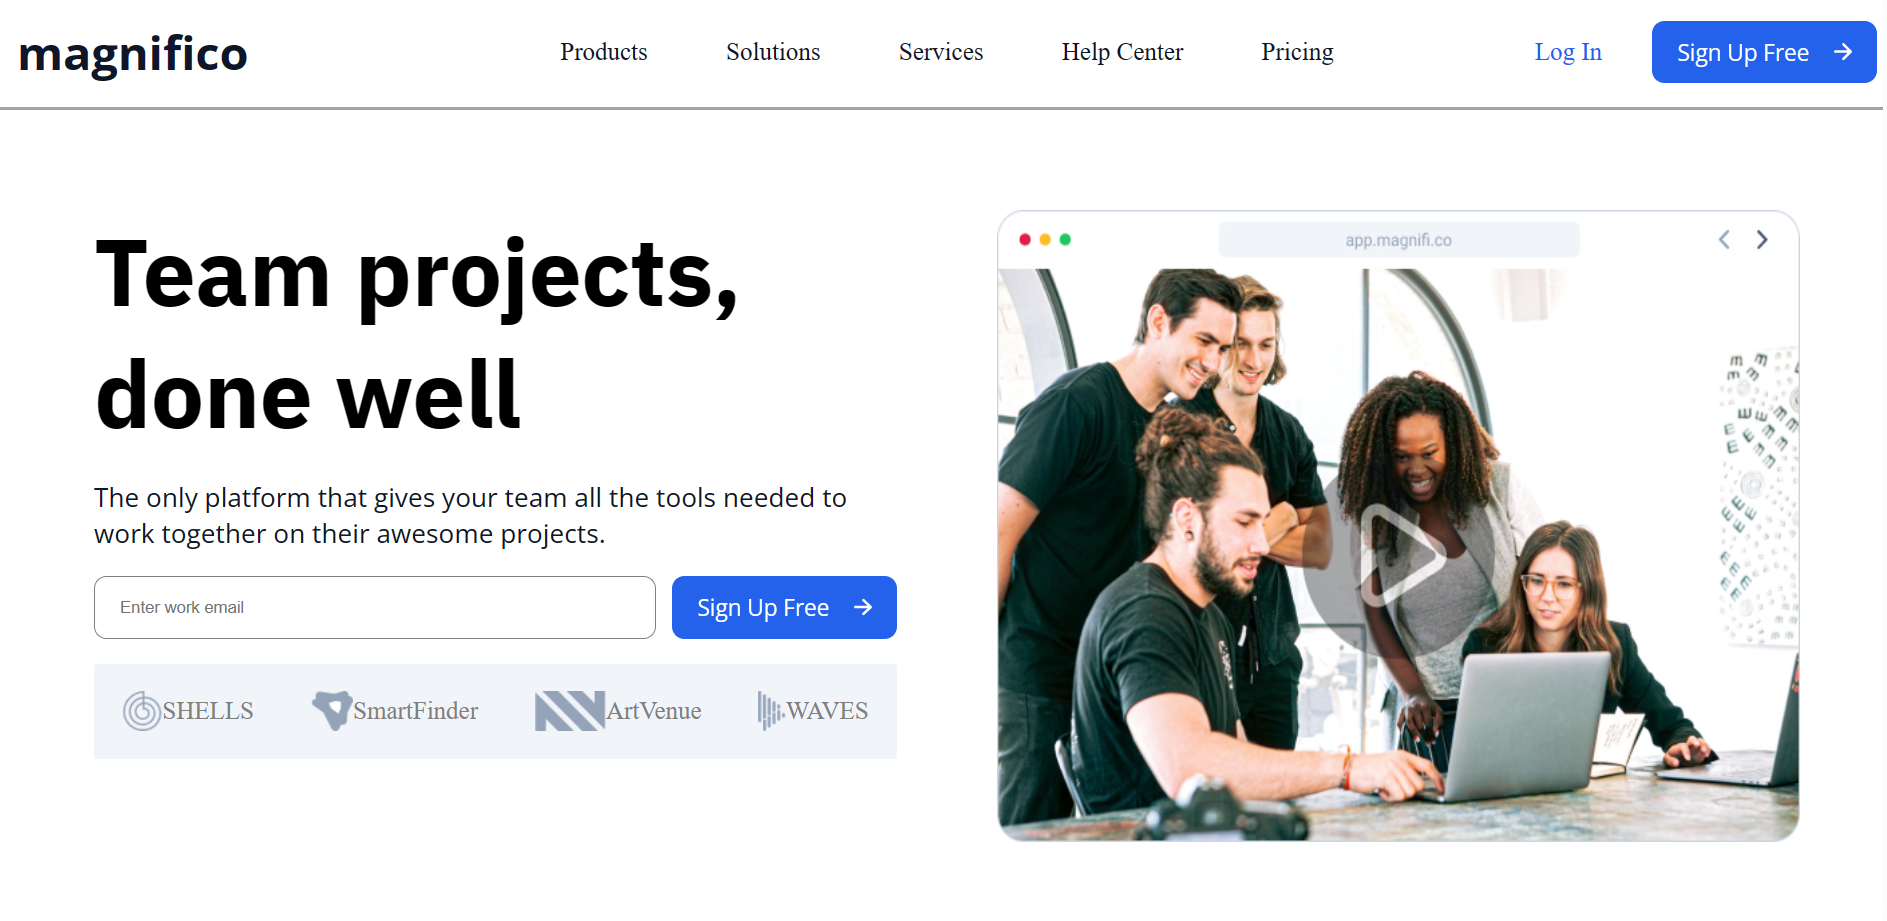 magnifico
Products Solutions Services Help Center Pricing Log In Sign Up Free
Team projects,
done well
The only platform that gives your team all the tools needed to
work together on their awesome projects.
Enter work email Sign Up Free
SHELLS SmartFinder ArtVenue WAVES
app.magnifi.co